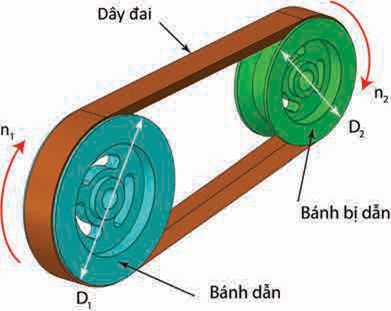 Dây đai
n₁
n₂
D₂
Bánh bị dẫn
Bánh dẫn
D₁